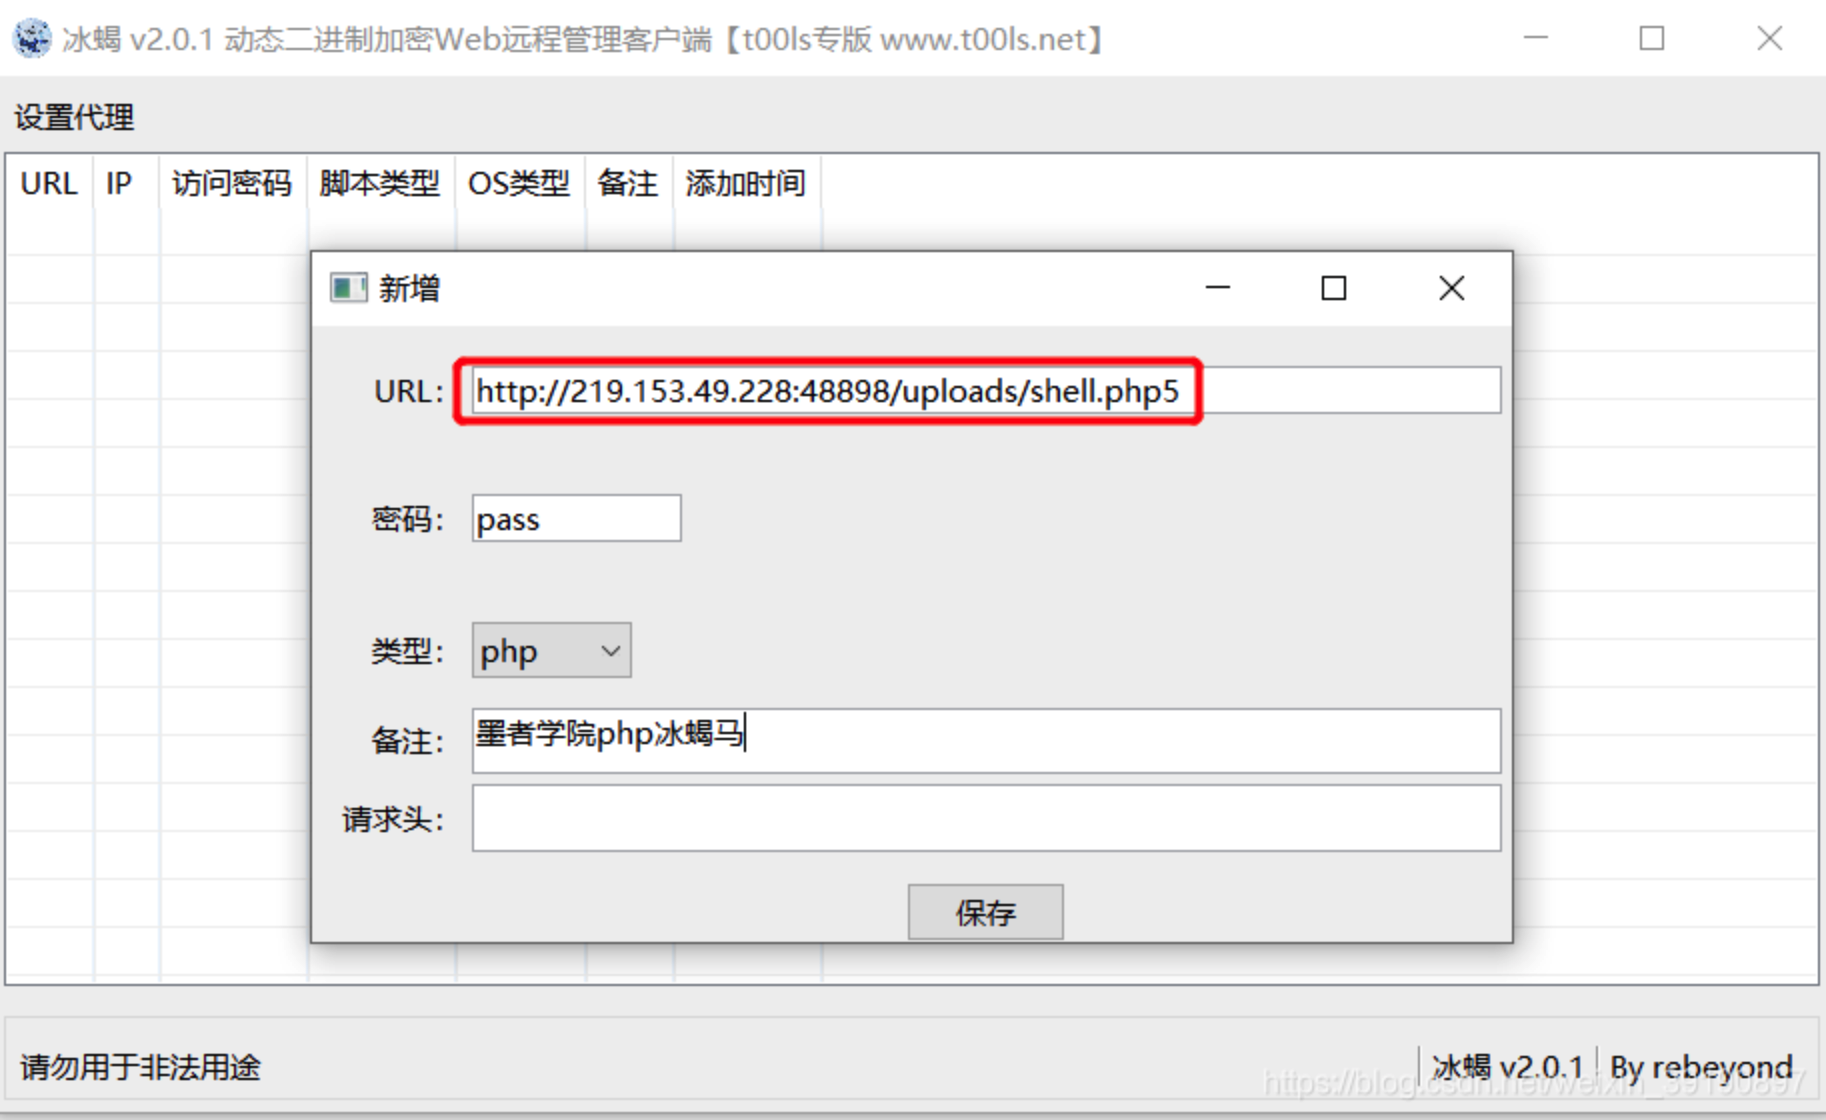 冰蝎 v2.0.1 动态二进制加密Web远程管理客户端【t00ls专版 www.t00ls.net】
设置代理
URL IP 访问密码 脚本类型 OS类型 备注 添加时间
新增
URL: http://219.153.49.228:48898/uploads/shell.php5
密码: pass
类型: php
备注: 墨者学院php冰蝎马
请求头:
保存
请勿用于非法用途 冰蝎 v2.0.1 By rebeyond
https://blog.csdn.net/weixin_39190897